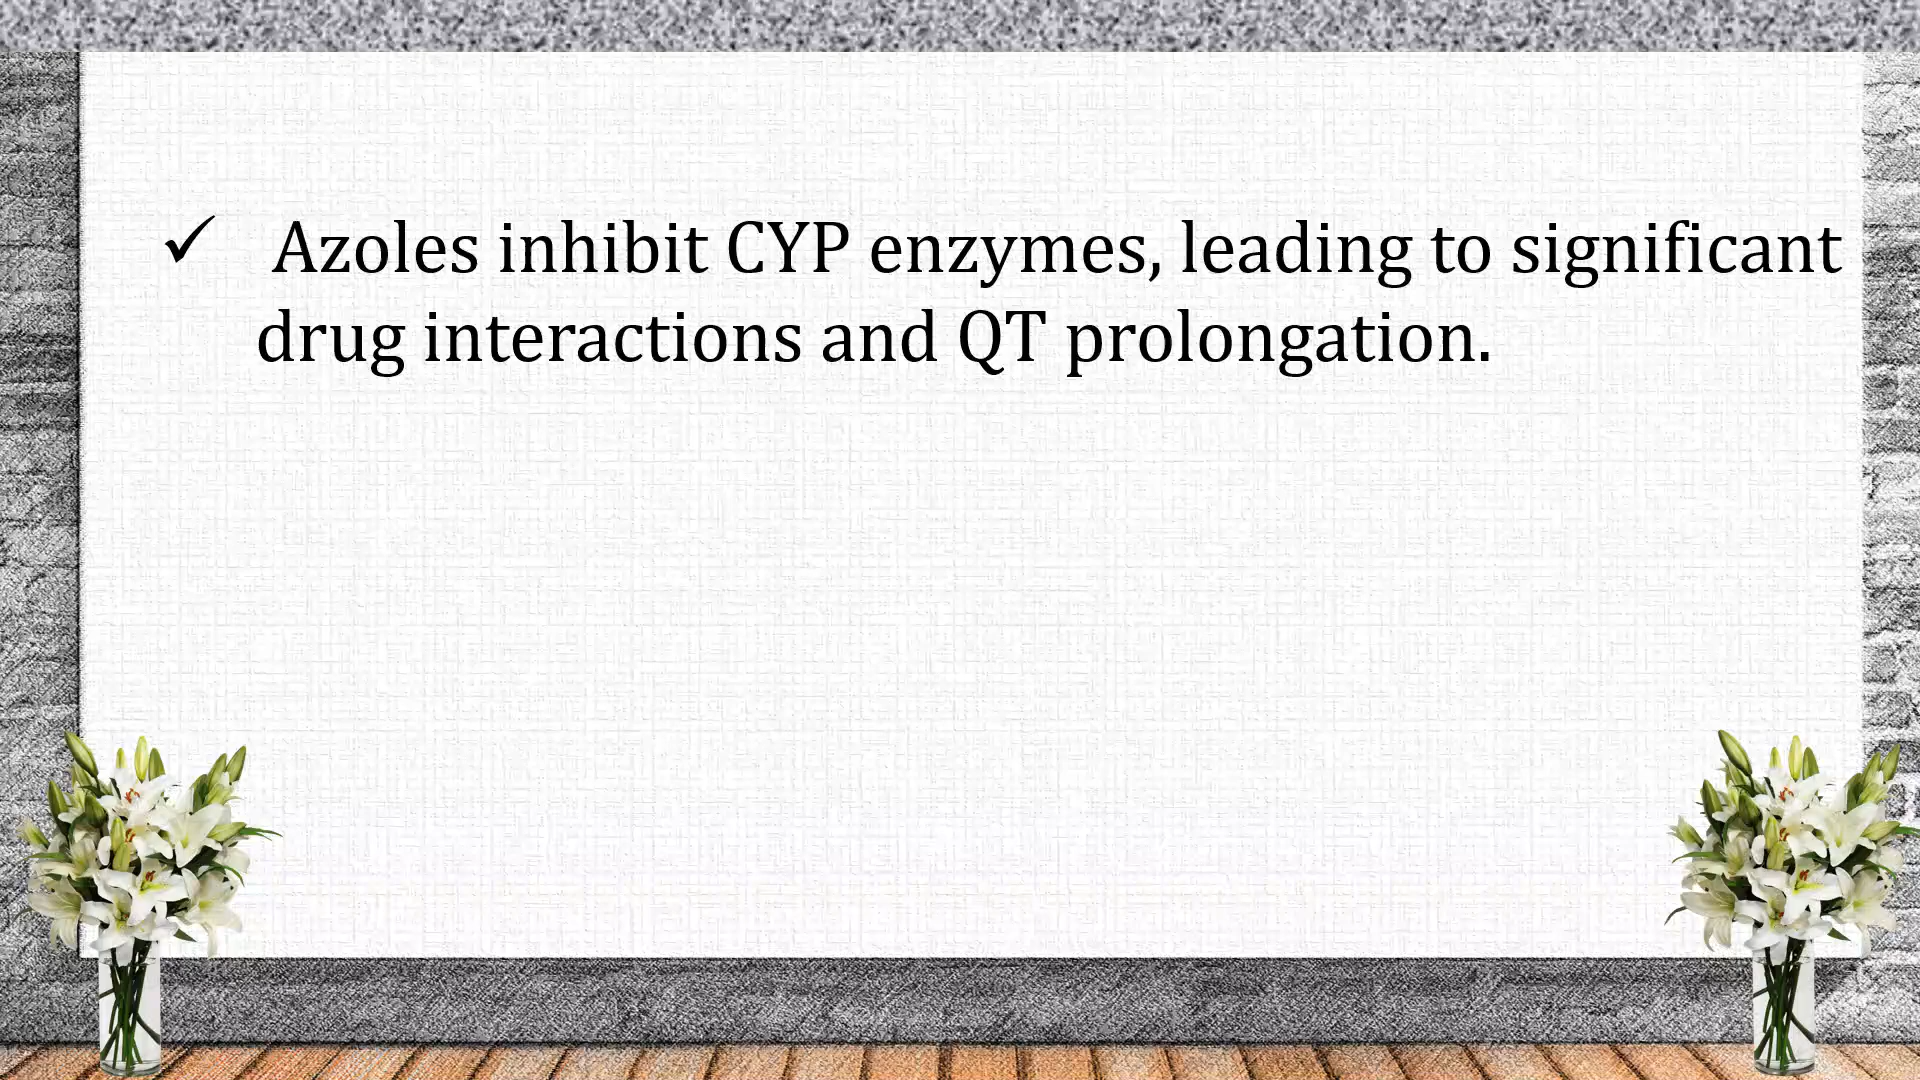 ✓ Azoles inhibit CYP enzymes, leading to significant
drug interactions and QT prolongation.